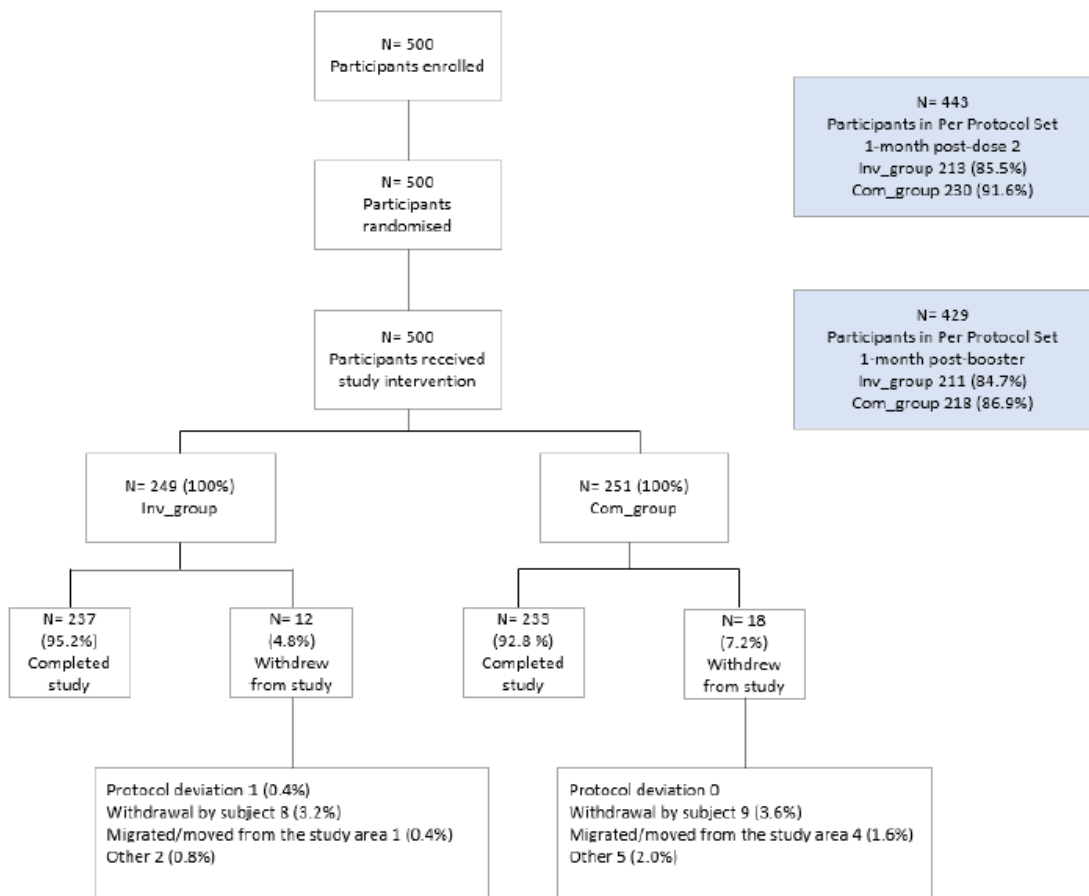 N= 500
Participants enrolled
N= 443
Participants in Per Protocol Set
1-month post-dose 2
Inv_group 213 (85.5%)
Com_group 230 (91.6%)
N= 500
Participants
randomised
N= 429
Participants in Per Protocol Set
1-month post-booster
Inv_group 211 (84.7%)
Com_group 218 (86.9%)
N= 500
Participants received
study intervention
N= 249 (100%)
Inv_group
N= 251 (100%)
Com_group
N= 237
(95.2%)
Completed
study
N= 12
(4.8%)
Withdrew
from study
N= 233
(92.8 %)
Completed
study
N= 18
(7.2%)
Withdrew
from study
Protocol deviation 1 (0.4%)
Withdrawal by subject 8 (3.2%)
Migrated/moved from the study area 1 (0.4%)
Other 2 (0.8%)
Protocol deviation 0
Withdrawal by subject 9 (3.6%)
Migrated/moved from the study area 4 (1.6%)
Other 5 (2.0%)